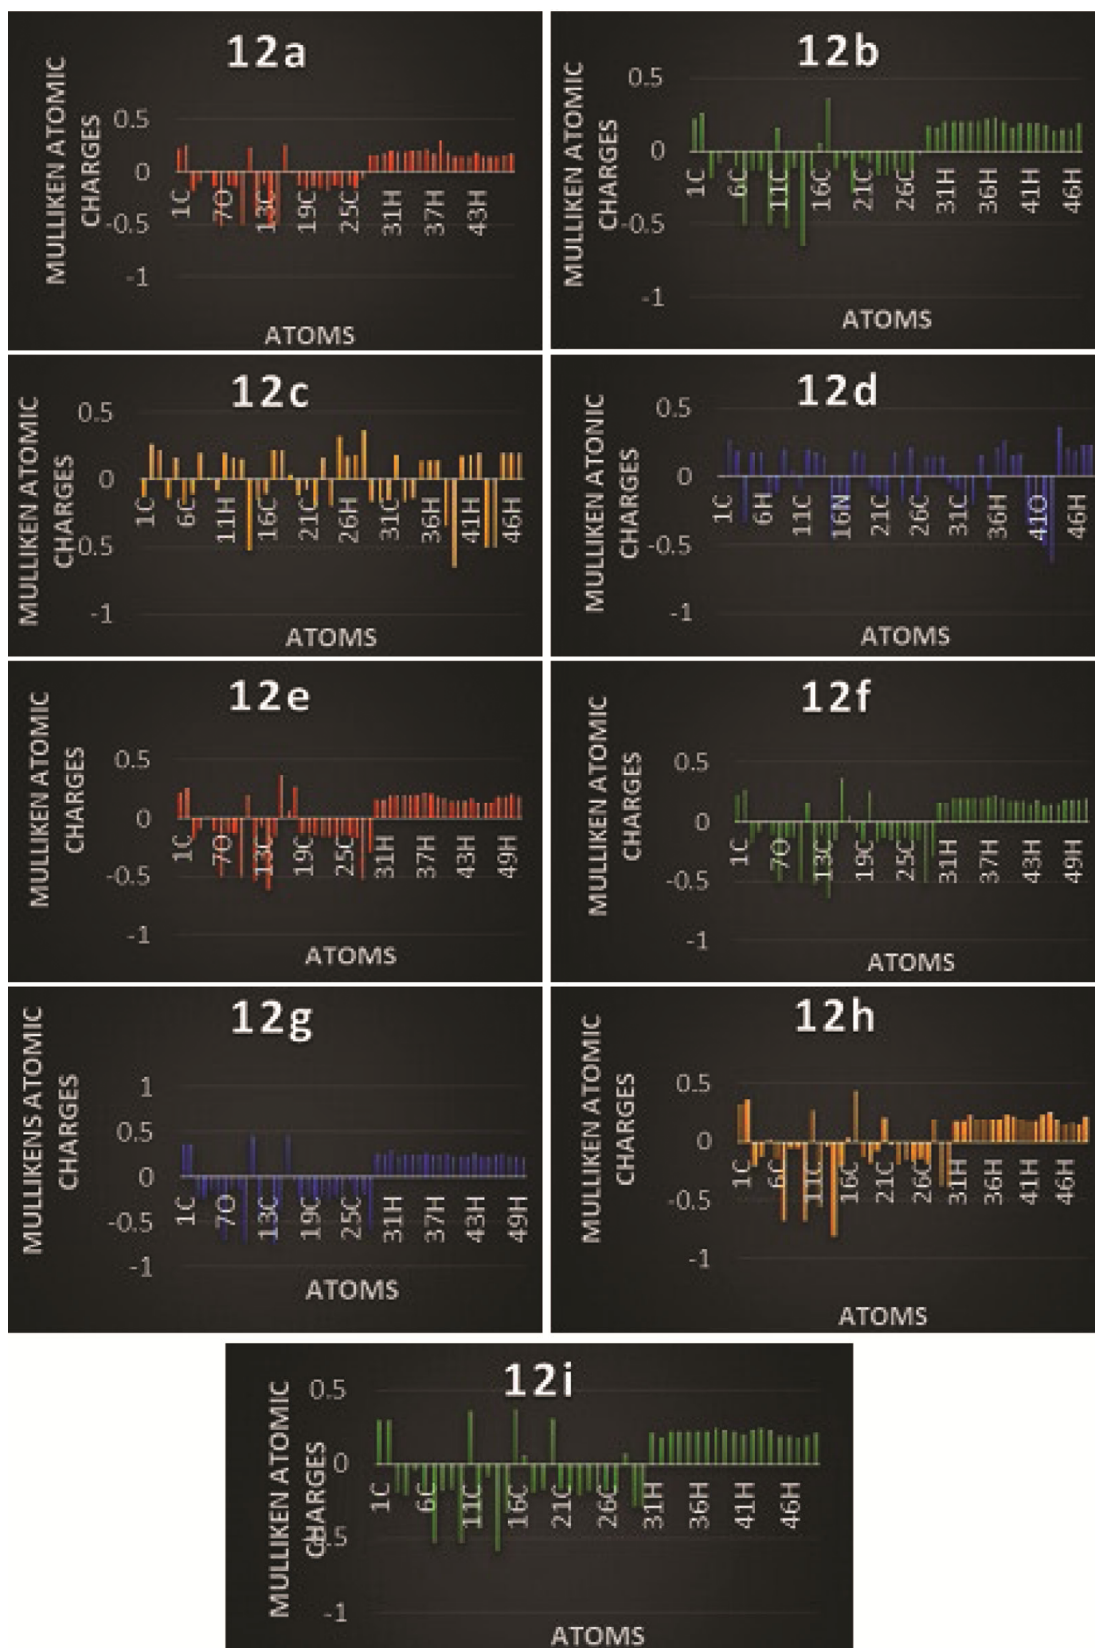 12a
MULLIKEN ATOMIC
CHARGES
0.5
0
-0.5
-1
1C
7O
13C
19C
25C
31H
37H
43H
ATOMS
12b
MULLIKEN ATOMIC
CHARGES
0.5
0
-0.5
-1
1C
6C
11C
16C
21C
26C
31H
36H
41H
46H
ATOMS
12c
MULLIKEN ATOMIC
CHARGES
0.5
0
-0.5
-1
1C
6C
11H
16C
21C
26H
31C
36H
41H
46H
ATOMS
12d
MULLIKEN ATONIC
CHARGES
0.5
0
-0.5
-1
1C
6H
11C
16N
21C
26C
31C
36H
41O
46H
ATOMS
12e
MULLIKEN ATOMIC
CHARGES
0.5
0
-0.5
-1
1C
7O
13C
19C
25C
31H
37H
43H
49H
ATOMS
12f
MULLIKEN ATOMIC
CHARGES
0.5
0
-0.5
-1
1C
7O
13C
19C
25C
31H
37H
43H
49H
ATOMS
12g
MULLIKENS ATOMIC
CHARGES
1
0.5
0
-0.5
-1
1C
7O
13C
19C
25C
31H
37H
43H
49H
ATOMS
12h
MULLIKEN ATOMIC
CHARGES
0.5
0
-0.5
-1
1C
6C
11C
16C
21C
26C
31H
36H
41H
46H
ATOMS
12i
MULLIKEN ATOMIC
CHARGES
0.5
0
-0.5
-1
1C
6C
11C
16C
21C
26C
31H
36H
41H
46H
ATOMS